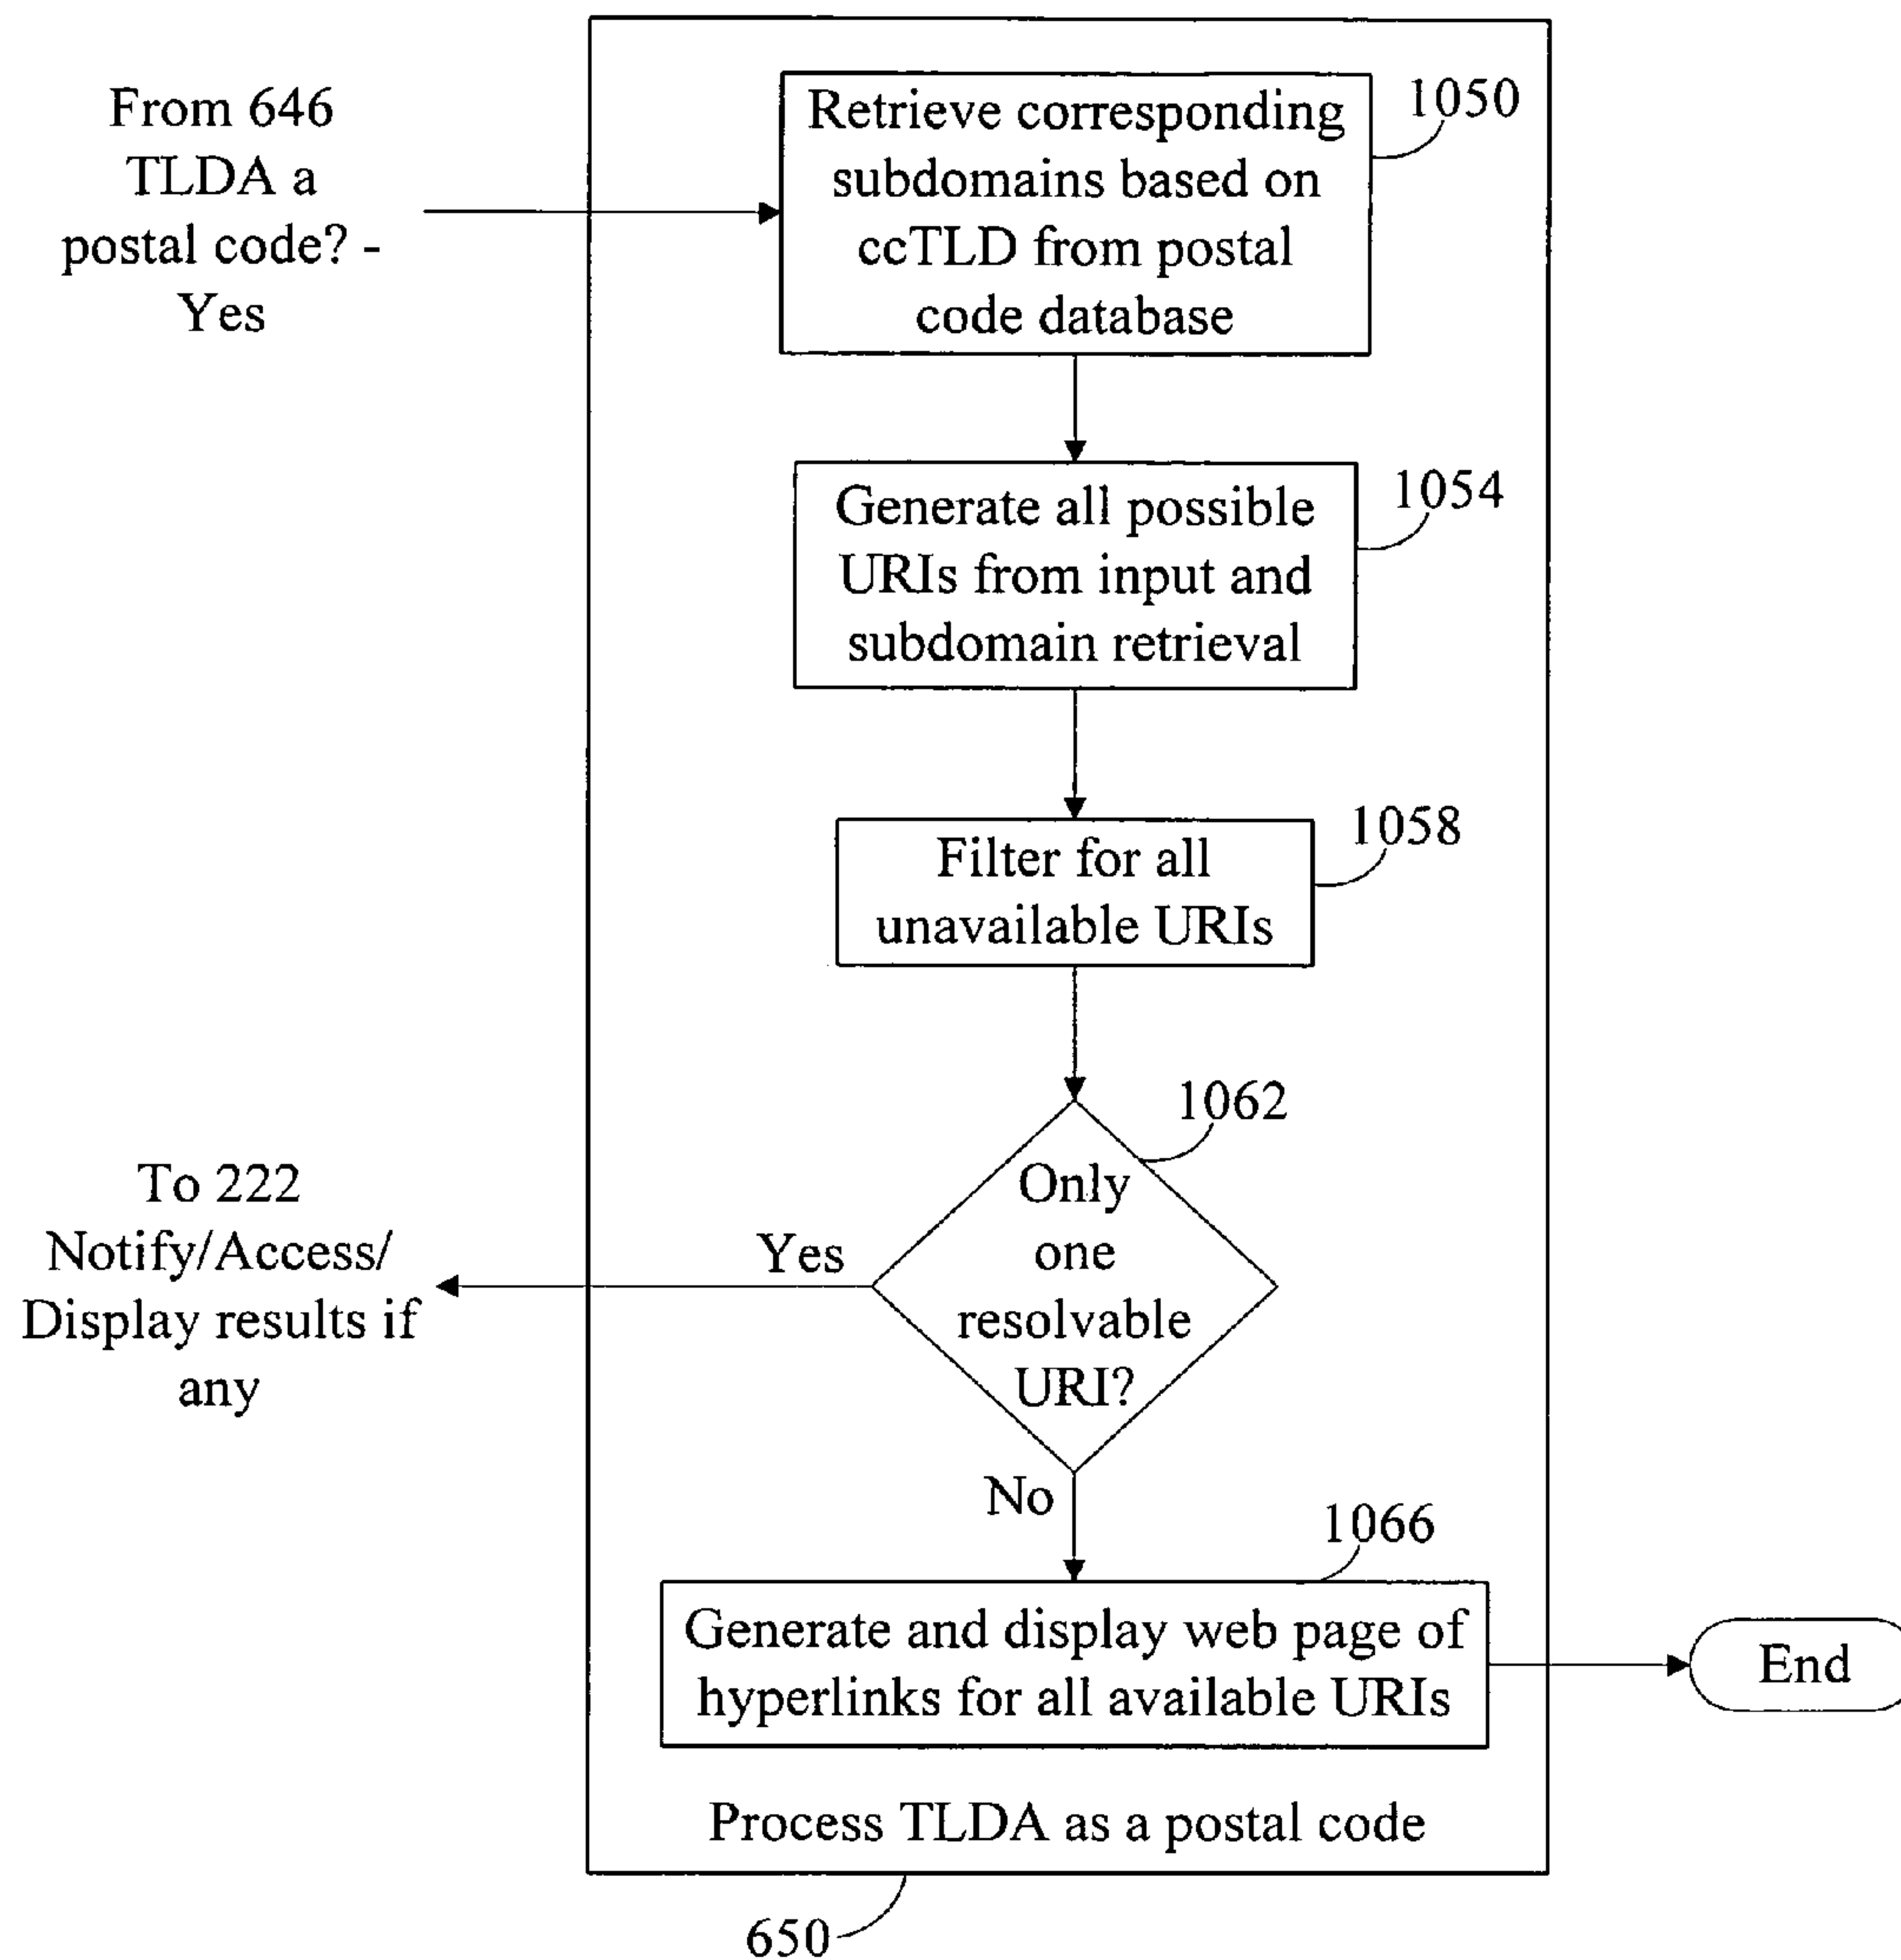 From 646
TLDA a
postal code? -
Yes
Retrieve corresponding
subdomains based on
ccTLD from postal
code database
1050
Generate all possible
URIs from input and
subdomain retrieval
1054
Filter for all
unavailable URIs
1058
Only
one
resolvable
URI?
1062
Yes
To 222
Notify/Access/
Display results if
any
No
Generate and display web page of
hyperlinks for all available URIs
1066
End
Process TLDA as a postal code
650